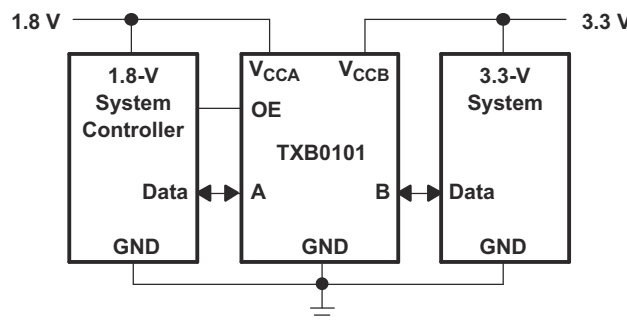 1.8 V
3.3 V
1.8-V
System
Controller
Data
GND
VCCA
VCCB
OE
TXB0101
A
B
GND
3.3-V
System
Data
GND